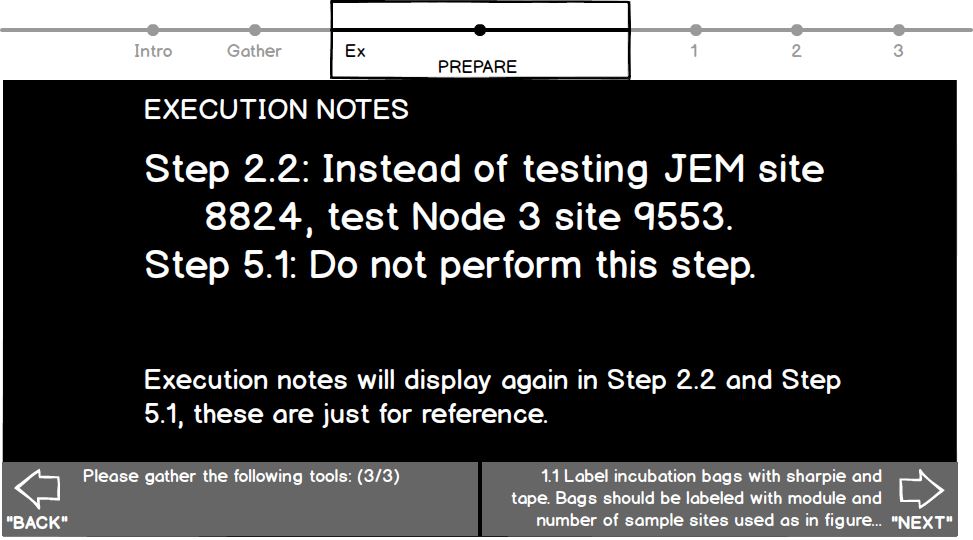 Intro Gather Ex 1 2 3
PREPARE
EXECUTION NOTES
Step 2.2: Instead of testing JEM site
8824, test Node 3 site 9553.
Step 5.1: Do not perform this step.
Execution notes will display again in Step 2.2 and Step
5.1, these are just for reference.
Please gather the following tools: (3/3)
"BACK"
1.1 Label incubation bags with sharpie and
tape. Bags should be labeled with module and
number of sample sites used as in figure...
"NEXT"